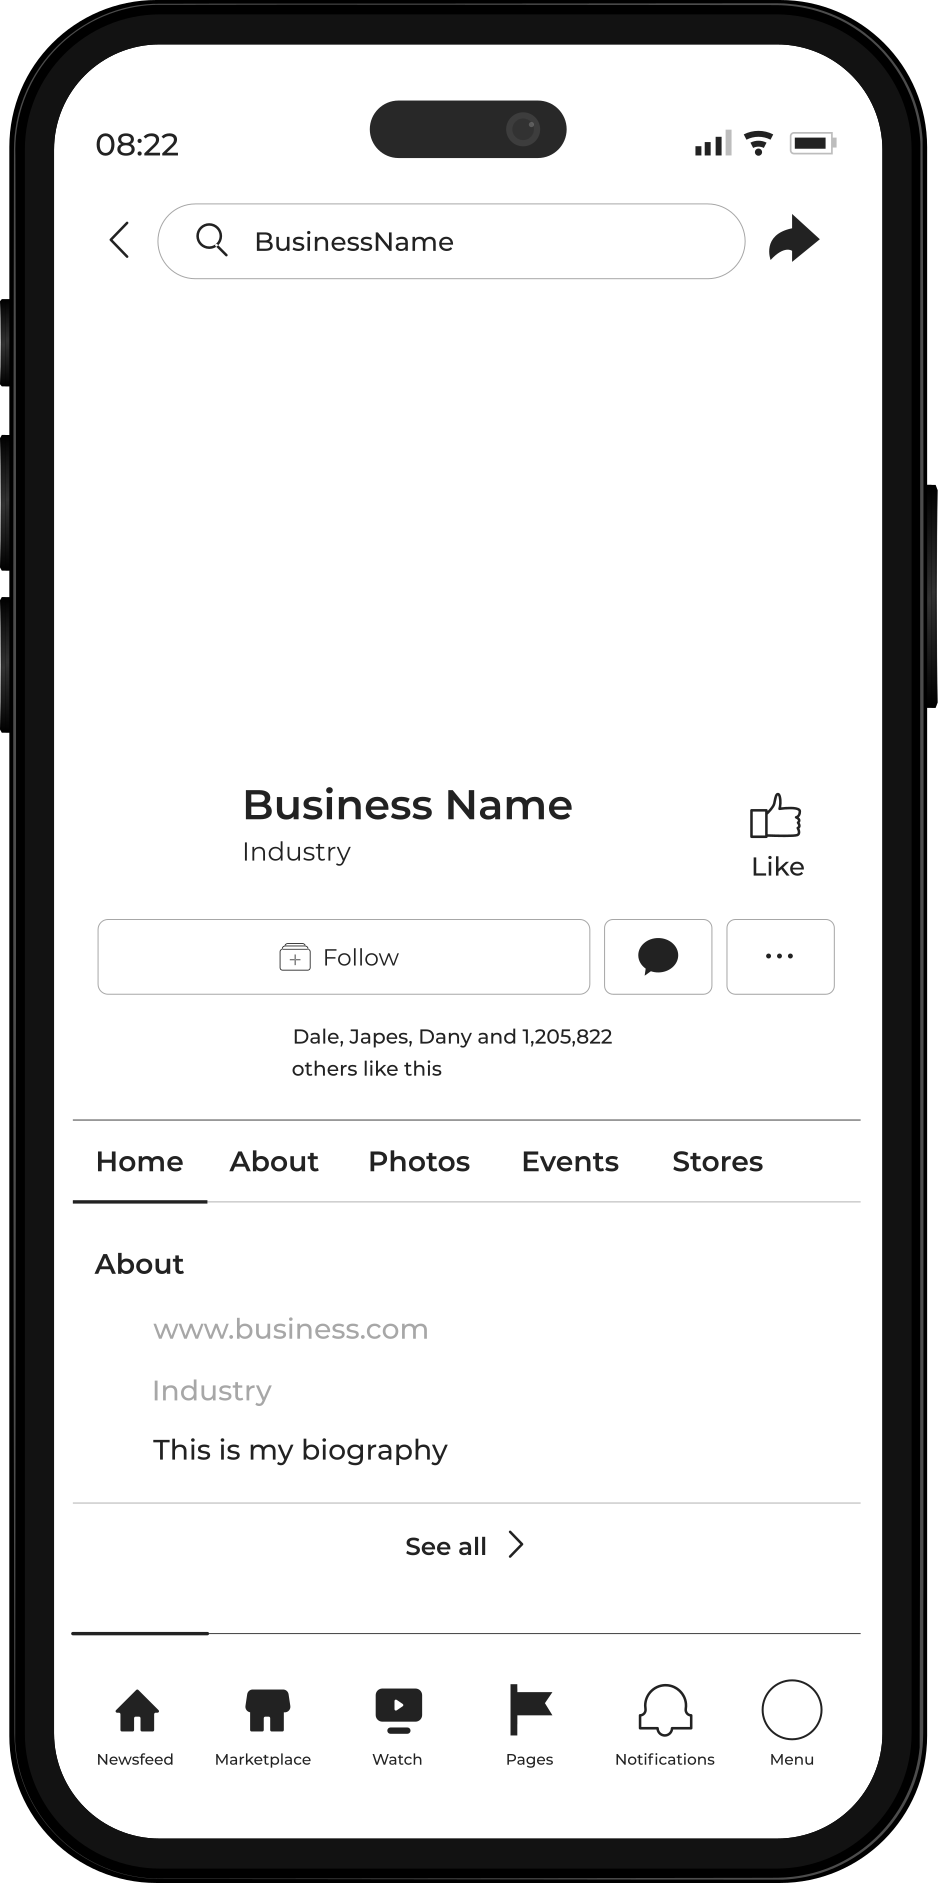 08:22
BusinessName
Business Name
Industry
Like
Follow
Dale, Japes, Dany and 1,205,822
others like this
Home About Photos Events Stores
About
www.business.com
Industry
This is my biography
See all
Newsfeed Marketplace Watch Pages Notifications Menu